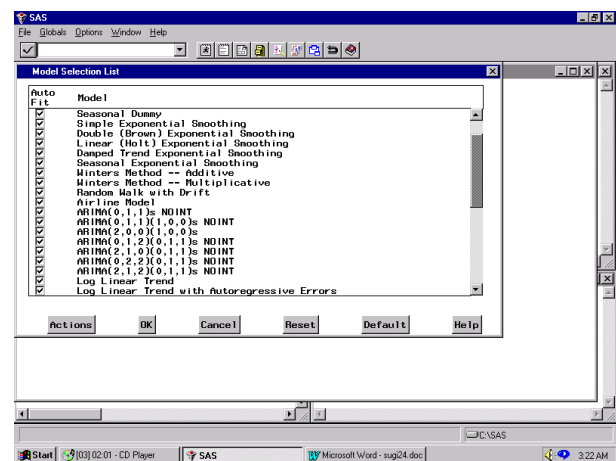 SAS
File Globals Options Window Help
Model Selection List
Auto
Fit
Model
Seasonal Dummy
Simple Exponential Smoothing
Double (Brown) Exponential Smoothing
Linear (Holt) Exponential Smoothing
Damped Trend Exponential Smoothing
Seasonal Exponential Smoothing
Winters Method -- Additive
Winters Method -- Multiplicative
Random Walk with Drift
Airline Model
ARIMA(0,1,1)s NOINT
ARIMA(0,1,1)(1,0,0)s NOINT
ARIMA(2,0,0)(1,0,0)s
ARIMA(0,1,2)(0,1,1)s NOINT
ARIMA(2,1,0)(0,1,1)s NOINT
ARIMA(0,2,2)(0,1,1)s NOINT
ARIMA(2,1,2)(0,1,1)s NOINT
Log Linear Trend
Log Linear Trend with Autoregressive Errors
Actions OK Cancel Reset Default Help
C:\SAS
Start [03] 02:01 - CD Player SAS Microsoft Word - sugi24.doc 3:22 AM